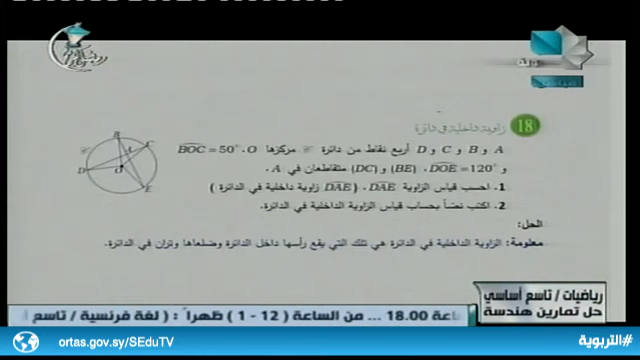 18 زاوية داخلية في دائرة
A و B و C و D أربع نقاط من دائرة 𝒞 مركزها O ، BOC = 50°
و DOE = 120° ، (BE) و (DC) متقاطعان في A .
1. احسب قياس الزاوية DAE . ( DAE زاوية داخلية في الدائرة )
2. اكتب نصاً بحساب قياس الزاوية الداخلية في الدائرة.
الحل:
معلومة: الزاوية الداخلية في الدائرة هي تلك التي يقع رأسها داخل الدائرة وضلعاها وتران في الدائرة.
B
C
A
D
O
E
رياضيات / تاسع أساسي
حل تمارين هندسة
ـاعة 18.00 ... من الساعة ( 12 - 1 ) ظهراً : ( لغة فرنسية / تاسع أ
ortas.gov.sy/SEduTV
#التربوية